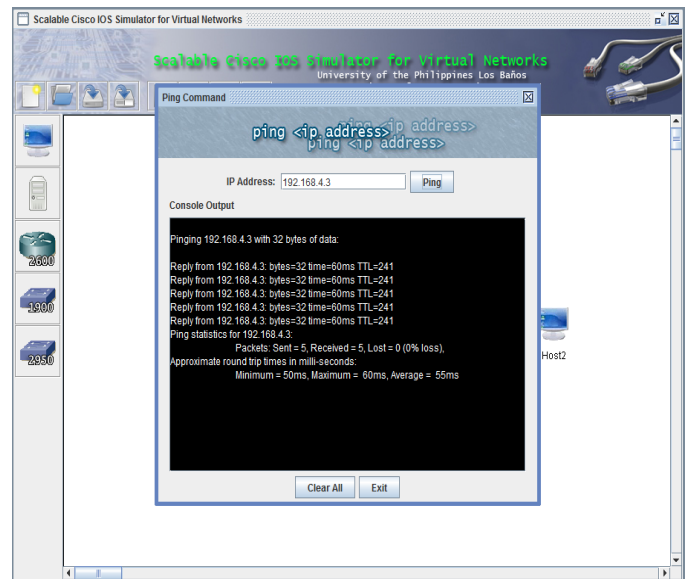 Scalable Cisco IOS Simulator for Virtual Networks
Scalable Cisco IOS Simulator for Virtual Networks
University of the Philippines Los Baños
Ping Command
ping <ip address>
ping <ip address>
ping <ip address>
IP Address: 192.168.4.3 Ping
Console Output
Pinging 192.168.4.3 with 32 bytes of data:
Reply from 192.168.4.3: bytes=32 time=60ms TTL=241
Reply from 192.168.4.3: bytes=32 time=60ms TTL=241
Reply from 192.168.4.3: bytes=32 time=60ms TTL=241
Reply from 192.168.4.3: bytes=32 time=60ms TTL=241
Reply from 192.168.4.3: bytes=32 time=60ms TTL=241
Ping statistics for 192.168.4.3:
Packets: Sent = 5, Received = 5, Lost = 0 (0% loss),
Approximate round trip times in milli-seconds:
Minimum = 50ms, Maximum = 60ms, Average = 55ms
Clear All Exit
2600
1900
2950
Host2